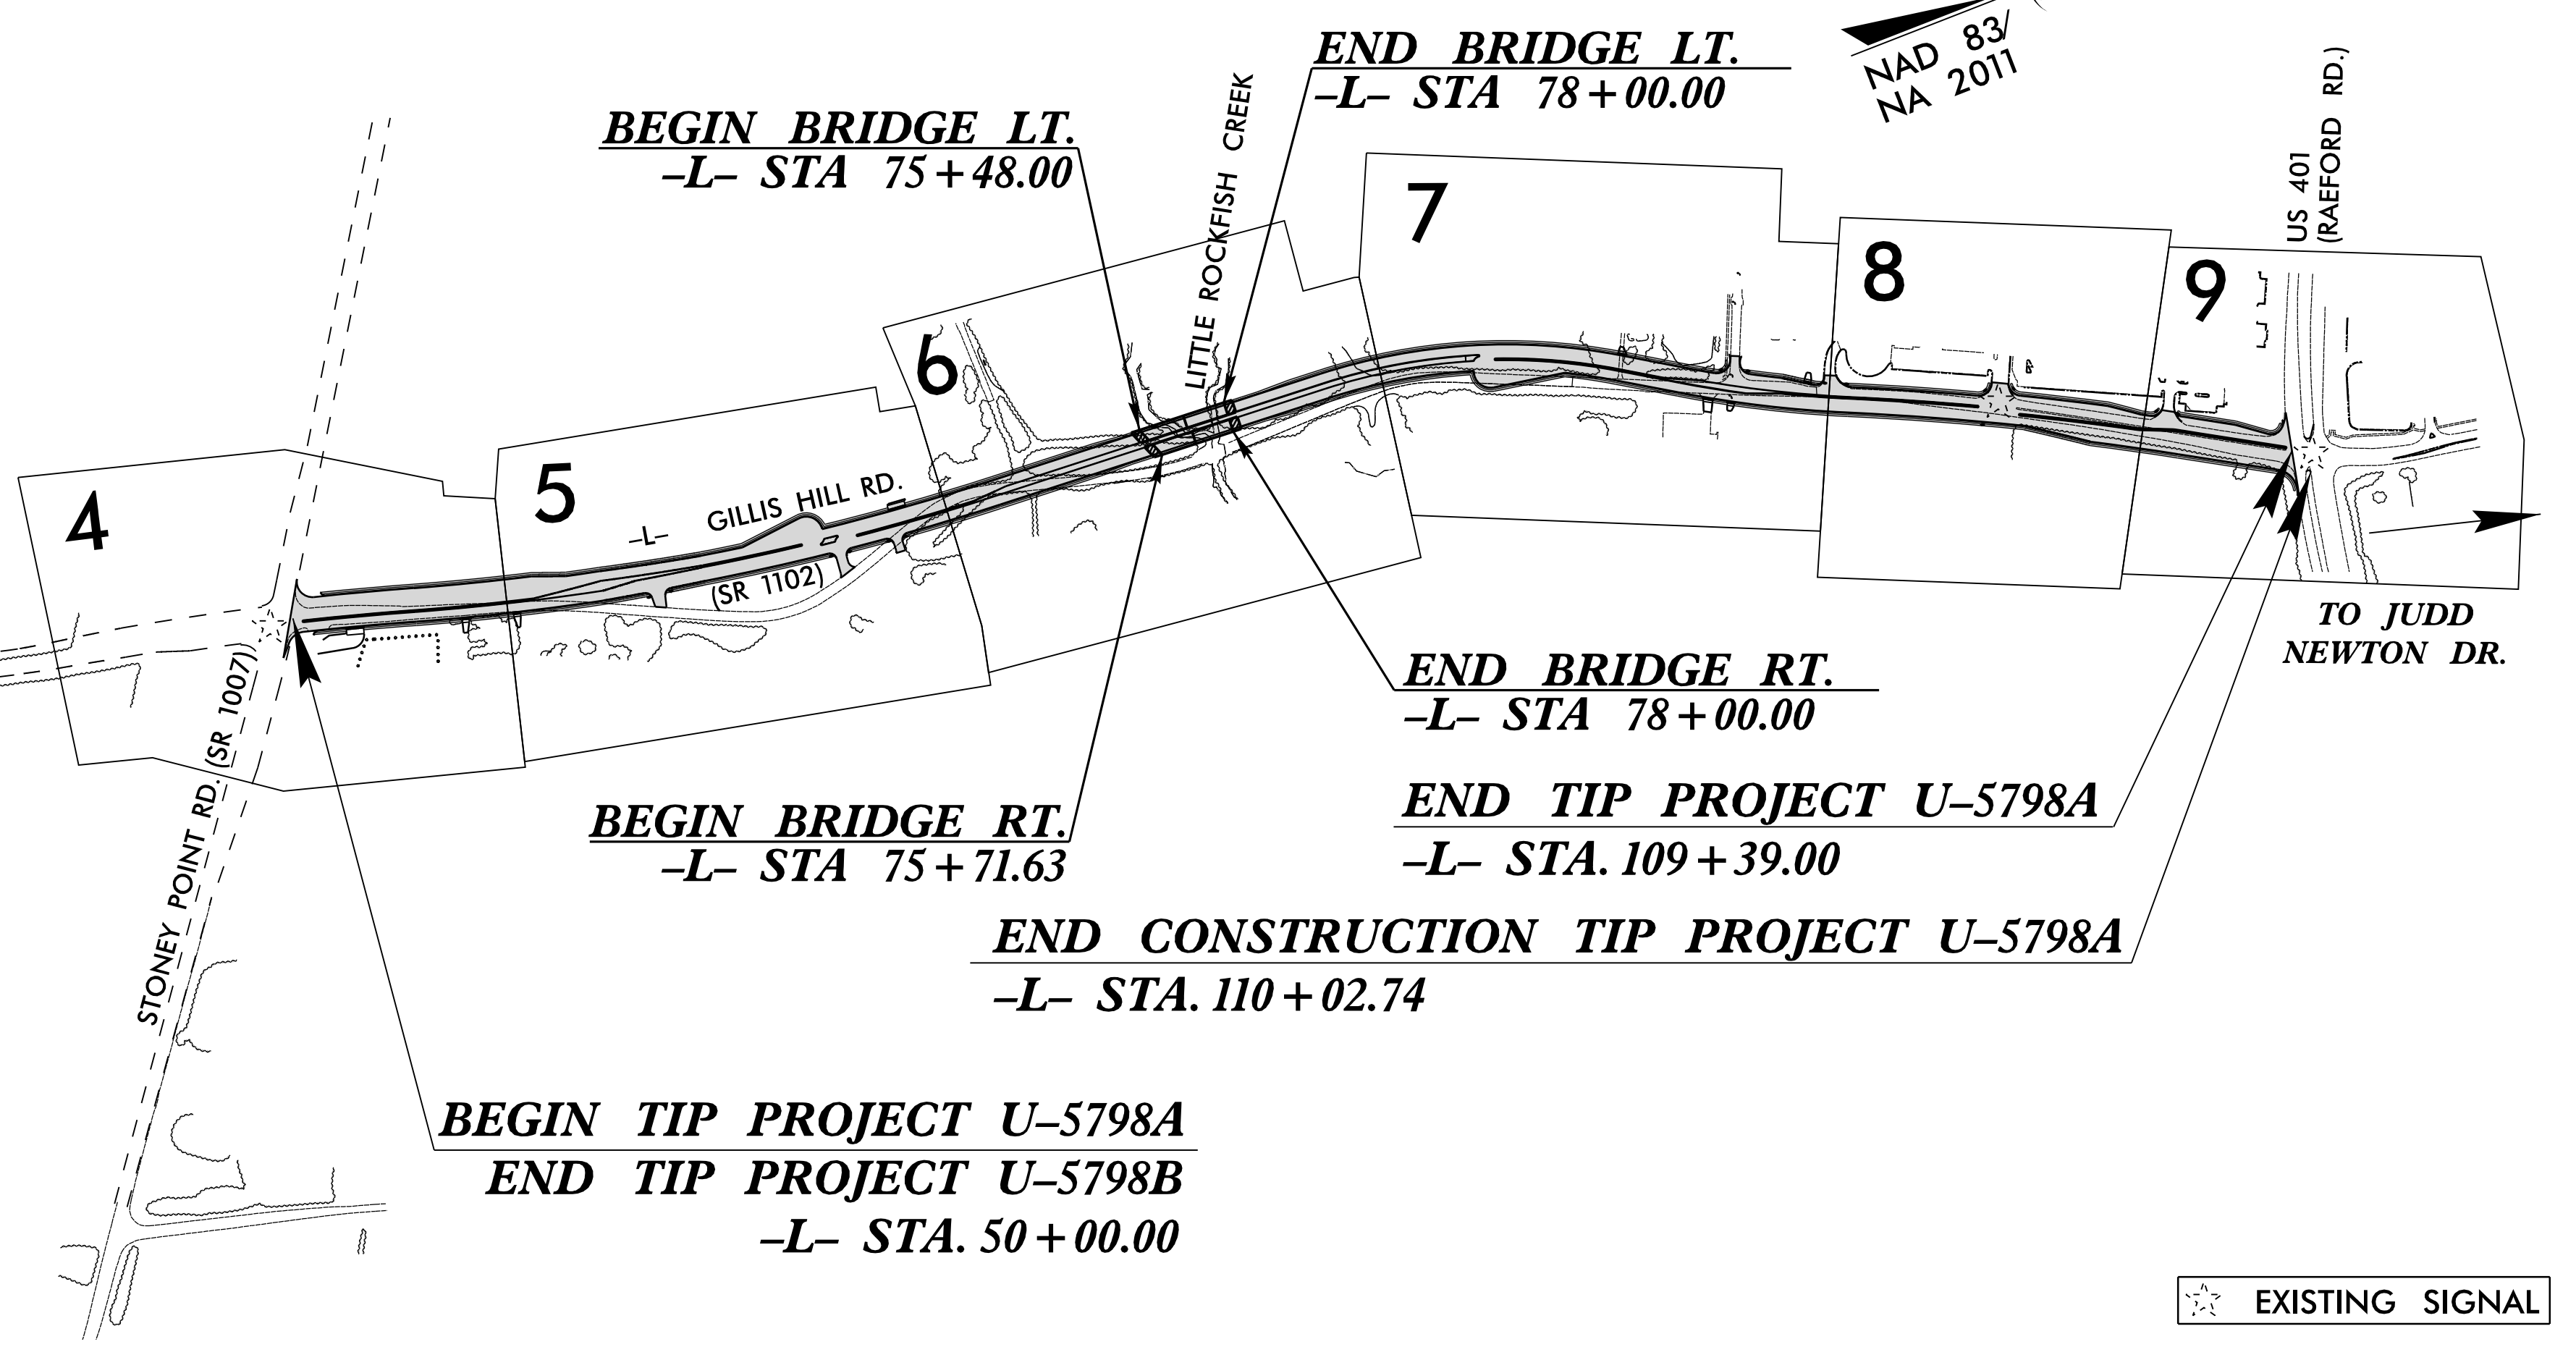 END BRIDGE LT.
–L– STA 78+00.00
NAD 83/
NA 2011
BEGIN BRIDGE LT.
–L– STA 75+48.00
LITTLE ROCKFISH CREEK
US 401
(RAEFORD RD.)
4
5
6
7
8
9
–L– GILLIS HILL RD.
(SR 1102)
STONEY POINT RD. (SR 1007)
TO JUDD
NEWTON DR.
END BRIDGE RT.
–L– STA 78+00.00
BEGIN BRIDGE RT.
–L– STA 75+71.63
END TIP PROJECT U–5798A
–L– STA. 109+39.00
END CONSTRUCTION TIP PROJECT U–5798A
–L– STA. 110+02.74
BEGIN TIP PROJECT U–5798A
END TIP PROJECT U–5798B
–L– STA. 50+00.00
EXISTING SIGNAL